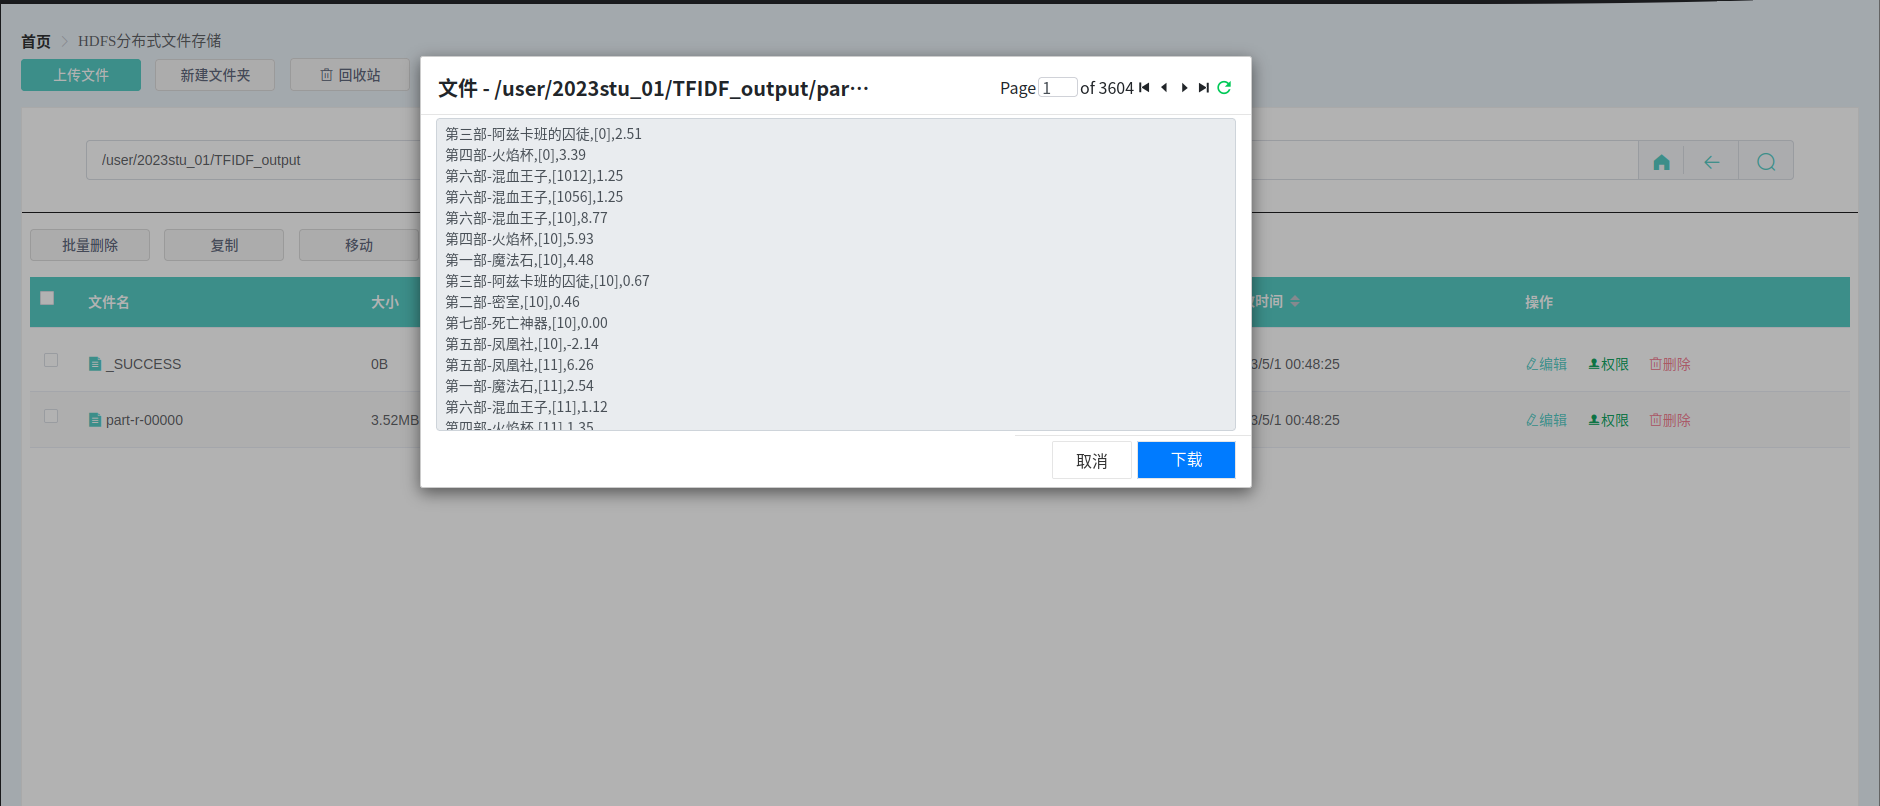 首页 > HDFS分布式文件存储
上传文件 新建文件夹 回收站
/user/2023stu_01/TFIDF_output
批量删除 复制 移动
文件名 大小 时间 操作
_SUCCESS 0B 3/5/1 00:48:25 编辑 权限 删除
part-r-00000 3.52MB 3/5/1 00:48:25 编辑 权限 删除
文件 - /user/2023stu_01/TFIDF_output/par···
Page 1 of 3604
第三部-阿兹卡班的囚徒,[0],2.51
第四部-火焰杯,[0],3.39
第六部-混血王子,[1012],1.25
第六部-混血王子,[1056],1.25
第六部-混血王子,[10],8.77
第四部-火焰杯,[10],5.93
第一部-魔法石,[10],4.48
第三部-阿兹卡班的囚徒,[10],0.67
第二部-密室,[10],0.46
第七部-死亡神器,[10],0.00
第五部-凤凰社,[10],-2.14
第五部-凤凰社,[11],6.26
第一部-魔法石,[11],2.54
第六部-混血王子,[11],1.12
第四部-火焰杯,[11],1.35
取消 下载